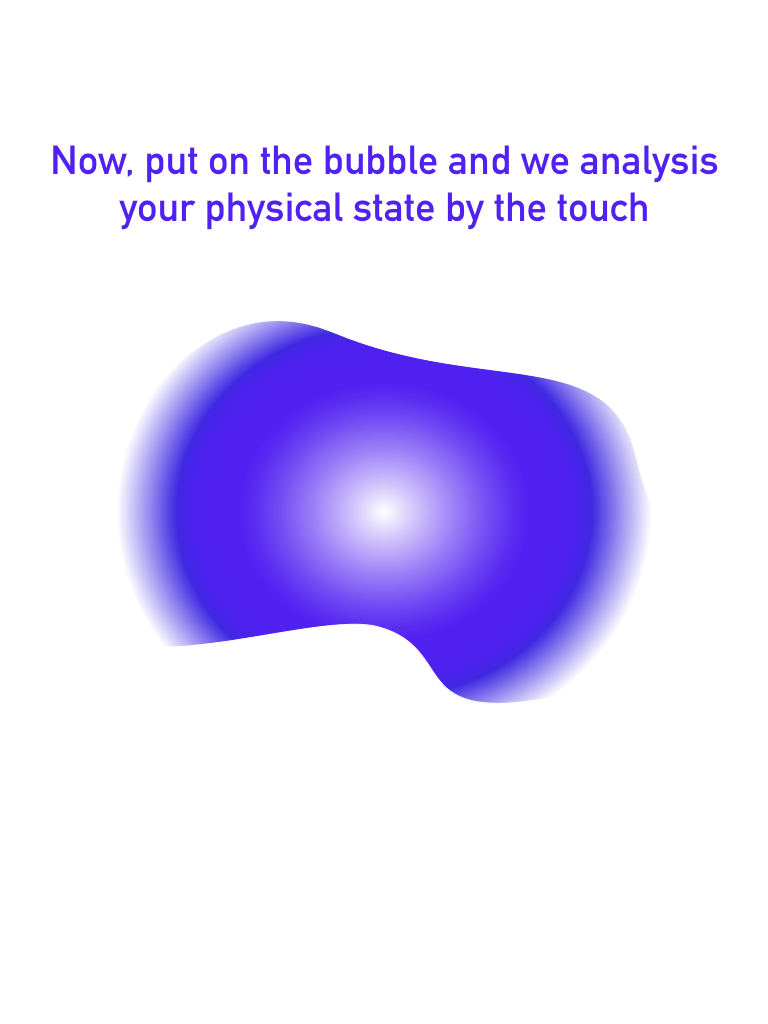 Now, put on the bubble and we analysis
your physical state by the touch